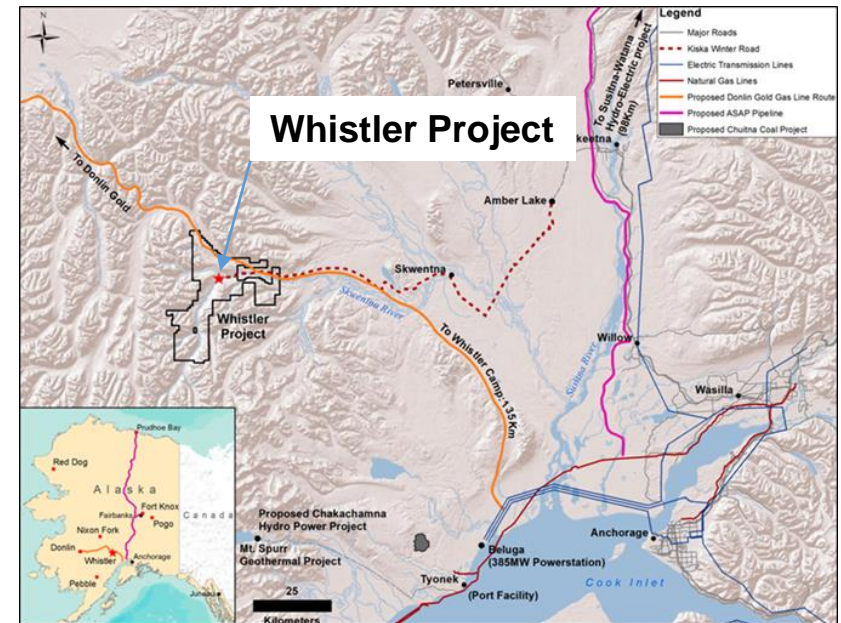 N
Legend
Major Roads
Kiska Winter Road
Electric Transmission Lines
Natural Gas Lines
Proposed Donlin Gold Gas Line Route
Proposed ASAP Pipeline
Proposed Chuitna Coal Project
To Susitna-Watana
Hydro-Electric project
(98Km)
Petersville
Whistler Project
keetna
To Donlin Gold
Amber Lake
Skwentna
Skwentna River
Whistler
Project
To Whistler Camp:135Km
Susitna River
Willow
Wasilla
Prudhoe Bay
Red Dog
Alaska
Canada
Fort Knox
Fairbanks
Pogo
Nixon Fork
Donlin
Whistler
Anchorage
Pebble
Juneau
Proposed Chakachamna
Hydro Power Project
Mt. Spurr
Geothermal Project
Beluga
(385MW Powerstation)
Anchorage
Tyonek
(Port Facility)
Cook Inlet
25
Kilometers